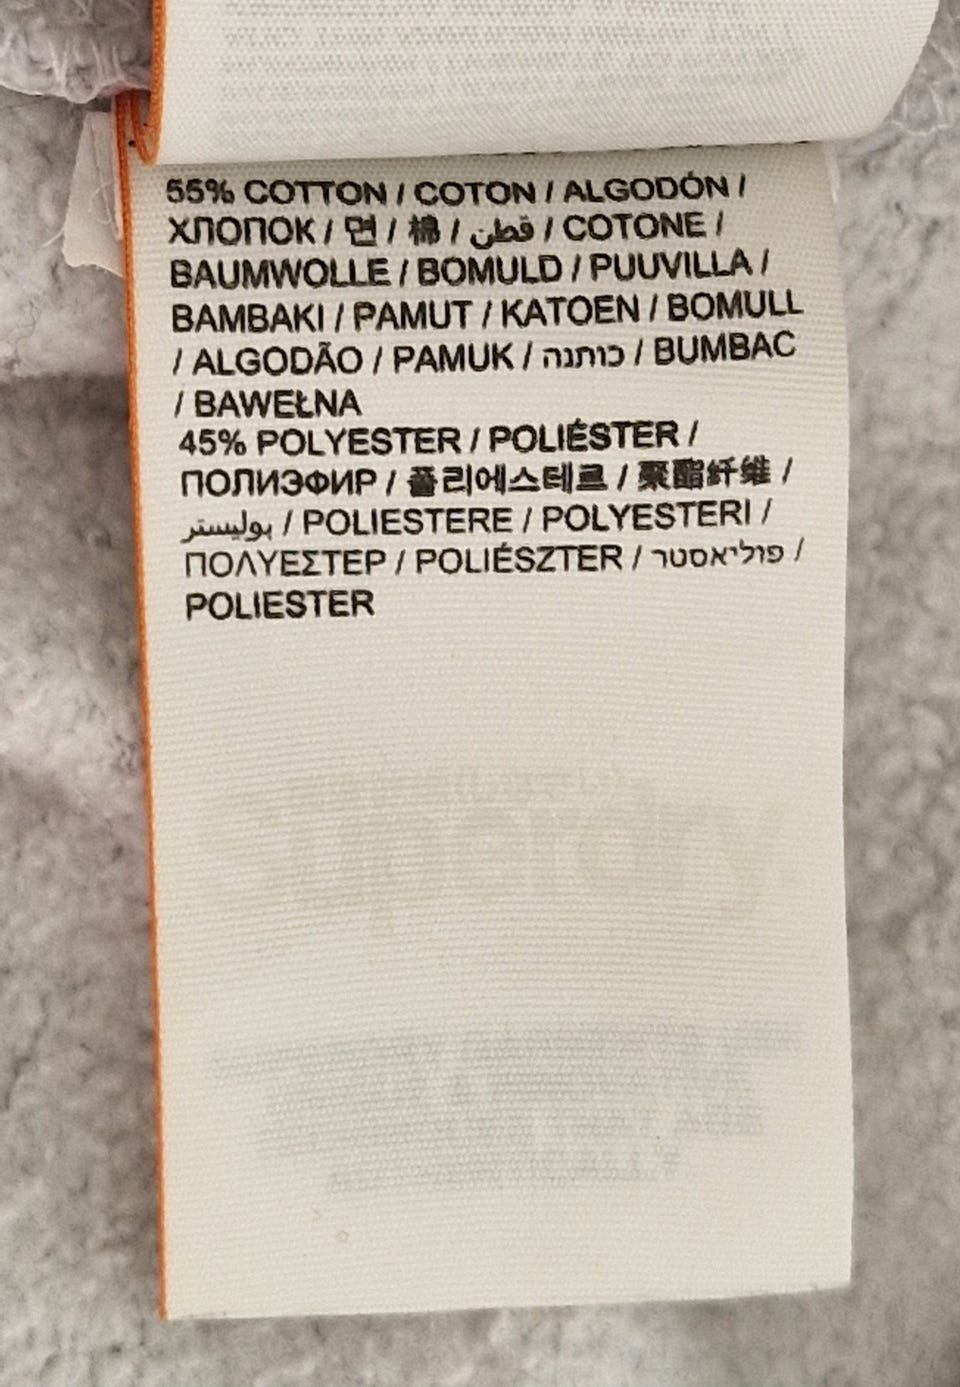 55% COTTON / COTON / ALGODÓN /
ХЛОПОК / 면 / 棉 / قطن / COTONE /
BAUMWOLLE / BOMULD / PUUVILLA /
BAMBAKI / PAMUT / KATOEN / BOMULL
/ ALGODÃO / PAMUK / כותנה / BUMBAC
/ BAWEŁNA
45% POLYESTER / POLIÉSTER /
ПОЛИЭФИР / 폴리에스테르 / 聚酯纤维 /
بوليستر / POLIESTERE / POLYESTERI /
ΠΟΛΥΕΣΤΕΡ / POLIÉSZTER / פוליאסטר /
POLIESTER